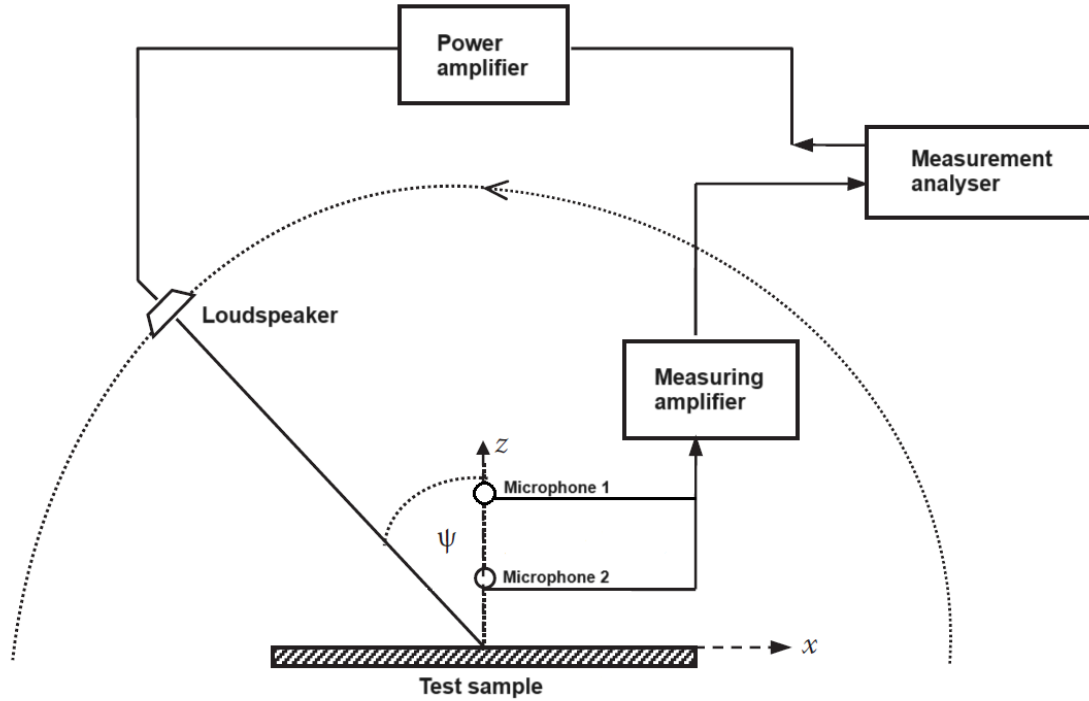 Power
amplifier
Measurement
analyser
Loudspeaker
Measuring
amplifier
z
Microphone 1
ψ
Microphone 2
x
Test sample